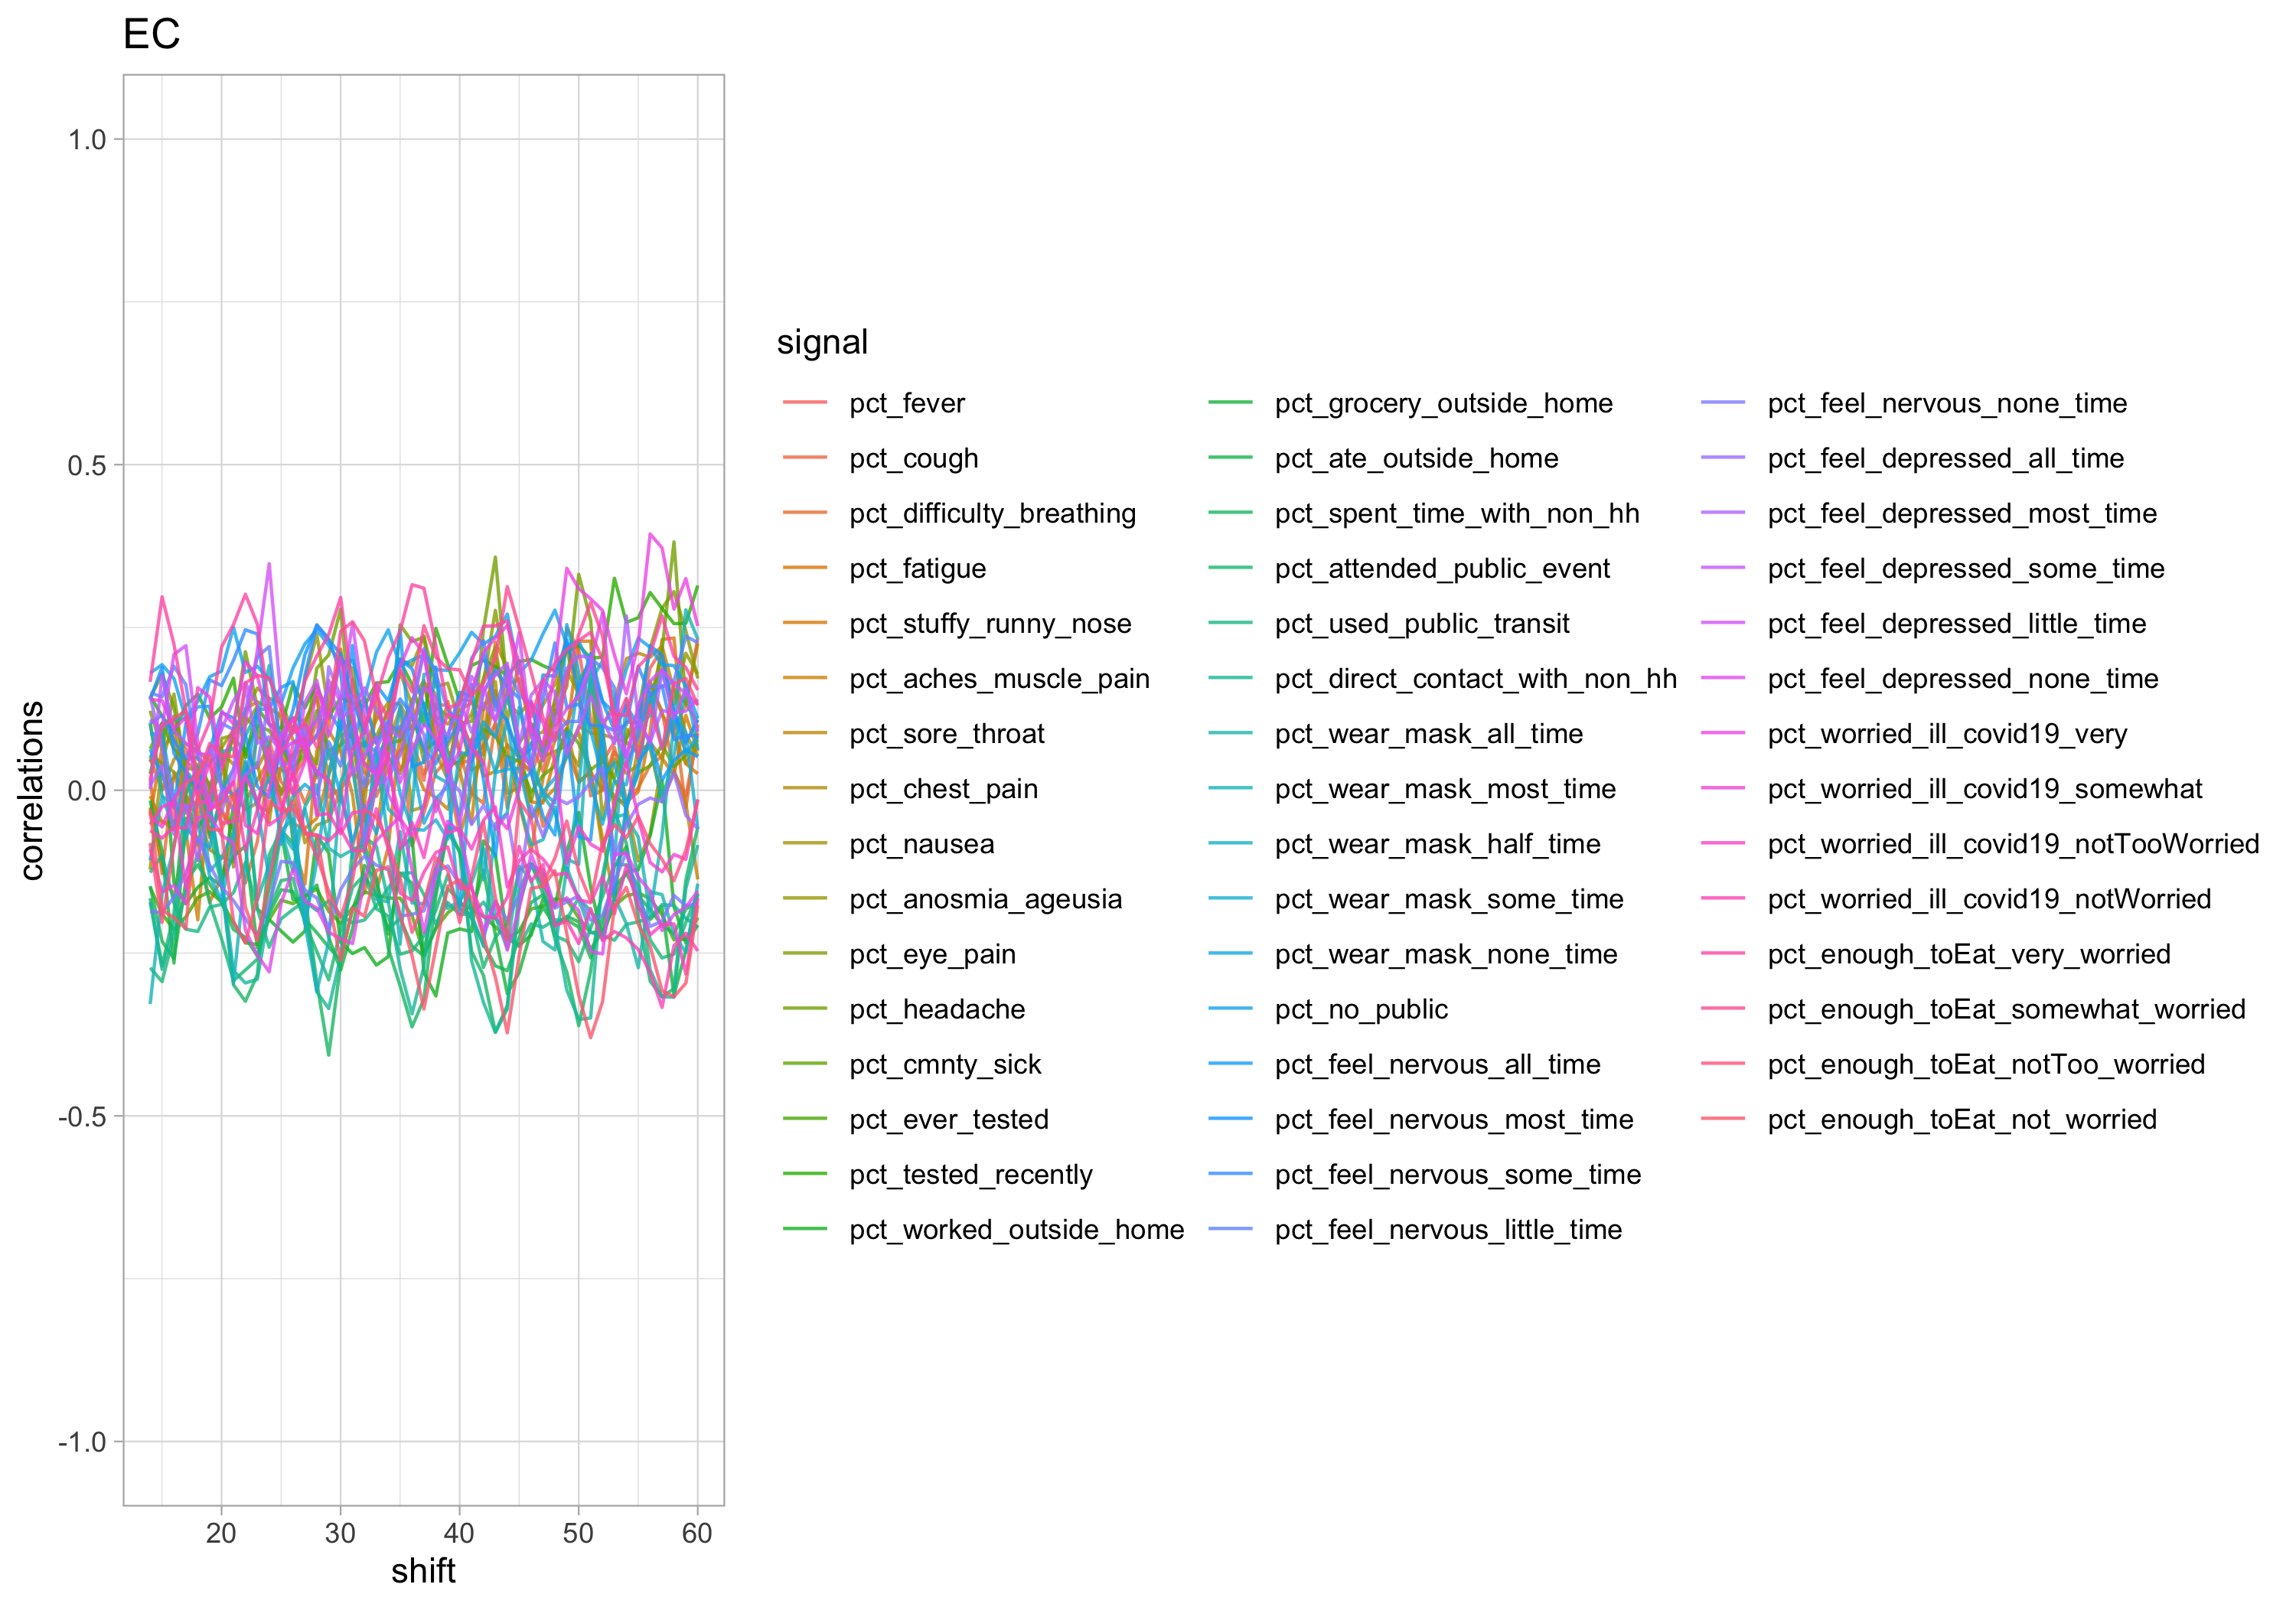 EC
1.0
0.5
0.0
-0.5
-1.0
correlations
20 30 40 50 60
shift
signal
pct_fever
pct_cough
pct_difficulty_breathing
pct_fatigue
pct_stuffy_runny_nose
pct_aches_muscle_pain
pct_sore_throat
pct_chest_pain
pct_nausea
pct_anosmia_ageusia
pct_eye_pain
pct_headache
pct_cmnty_sick
pct_ever_tested
pct_tested_recently
pct_worked_outside_home
pct_grocery_outside_home
pct_ate_outside_home
pct_spent_time_with_non_hh
pct_attended_public_event
pct_used_public_transit
pct_direct_contact_with_non_hh
pct_wear_mask_all_time
pct_wear_mask_most_time
pct_wear_mask_half_time
pct_wear_mask_some_time
pct_wear_mask_none_time
pct_no_public
pct_feel_nervous_all_time
pct_feel_nervous_most_time
pct_feel_nervous_some_time
pct_feel_nervous_little_time
pct_feel_nervous_none_time
pct_feel_depressed_all_time
pct_feel_depressed_most_time
pct_feel_depressed_some_time
pct_feel_depressed_little_time
pct_feel_depressed_none_time
pct_worried_ill_covid19_very
pct_worried_ill_covid19_somewhat
pct_worried_ill_covid19_notTooWorried
pct_worried_ill_covid19_notWorried
pct_enough_toEat_very_worried
pct_enough_toEat_somewhat_worried
pct_enough_toEat_notToo_worried
pct_enough_toEat_not_worried